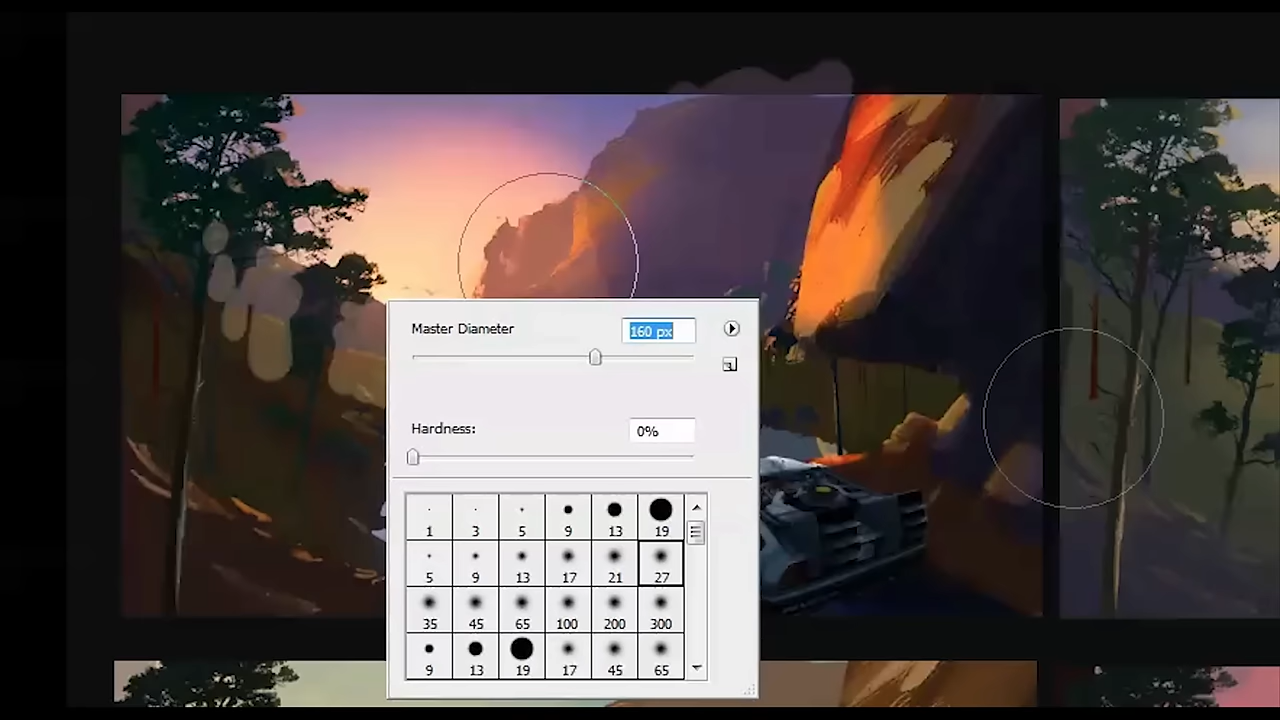 Master Diameter 160 px
Hardness: 0%
1 3 5 9 13 19
5 9 13 17 21 27
35 45 65 100 200 300
9 13 19 17 45 65